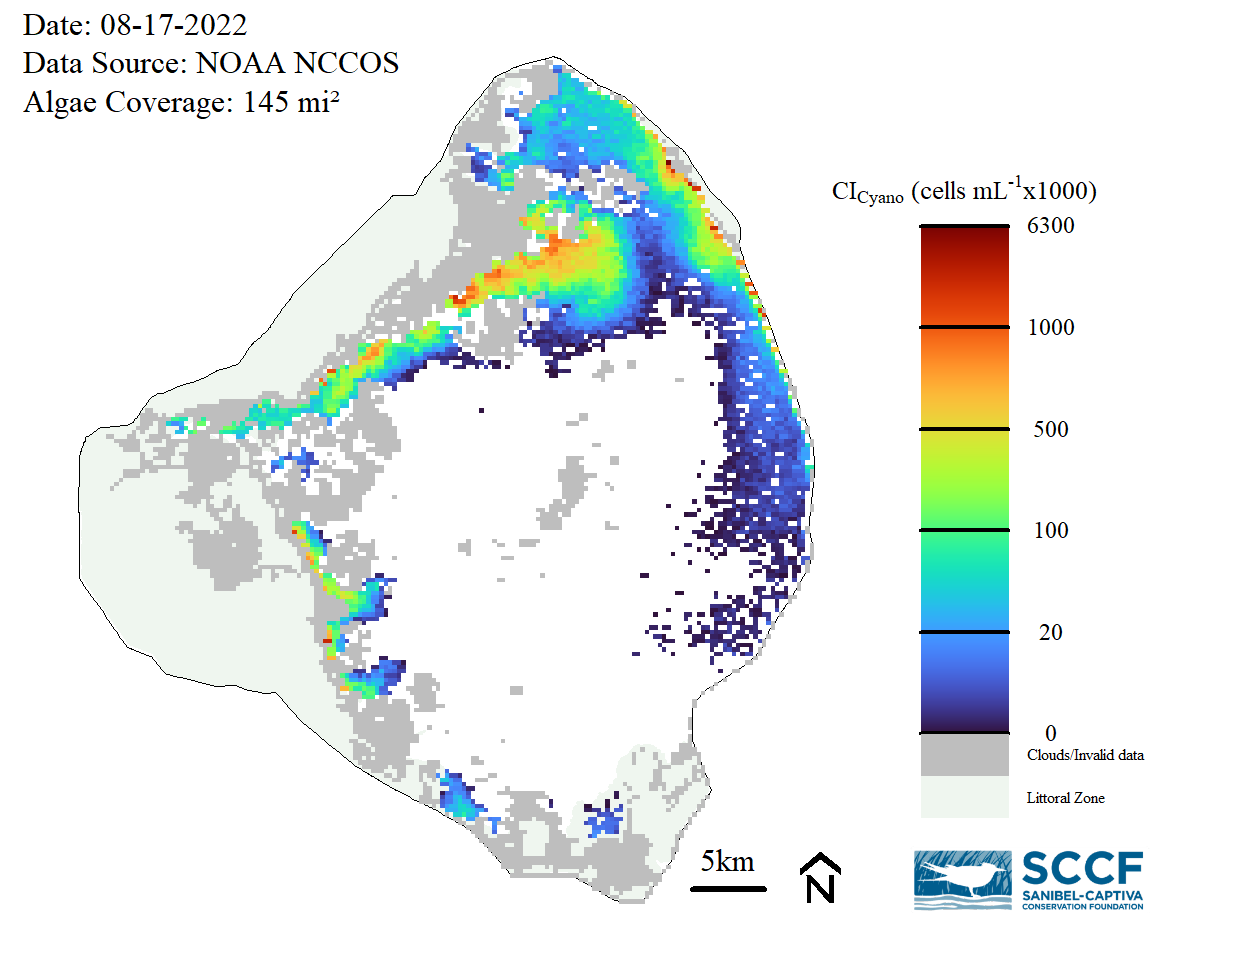 Date: 08-17-2022
Data Source: NOAA NCCOS
Algae Coverage: 145 mi²
CI_Cyano (cells mL⁻¹x1000)
6300
1000
500
100
20
0
Clouds/Invalid data
Littoral Zone
5km
N
SCCF
SANIBEL-CAPTIVA
CONSERVATION FOUNDATION